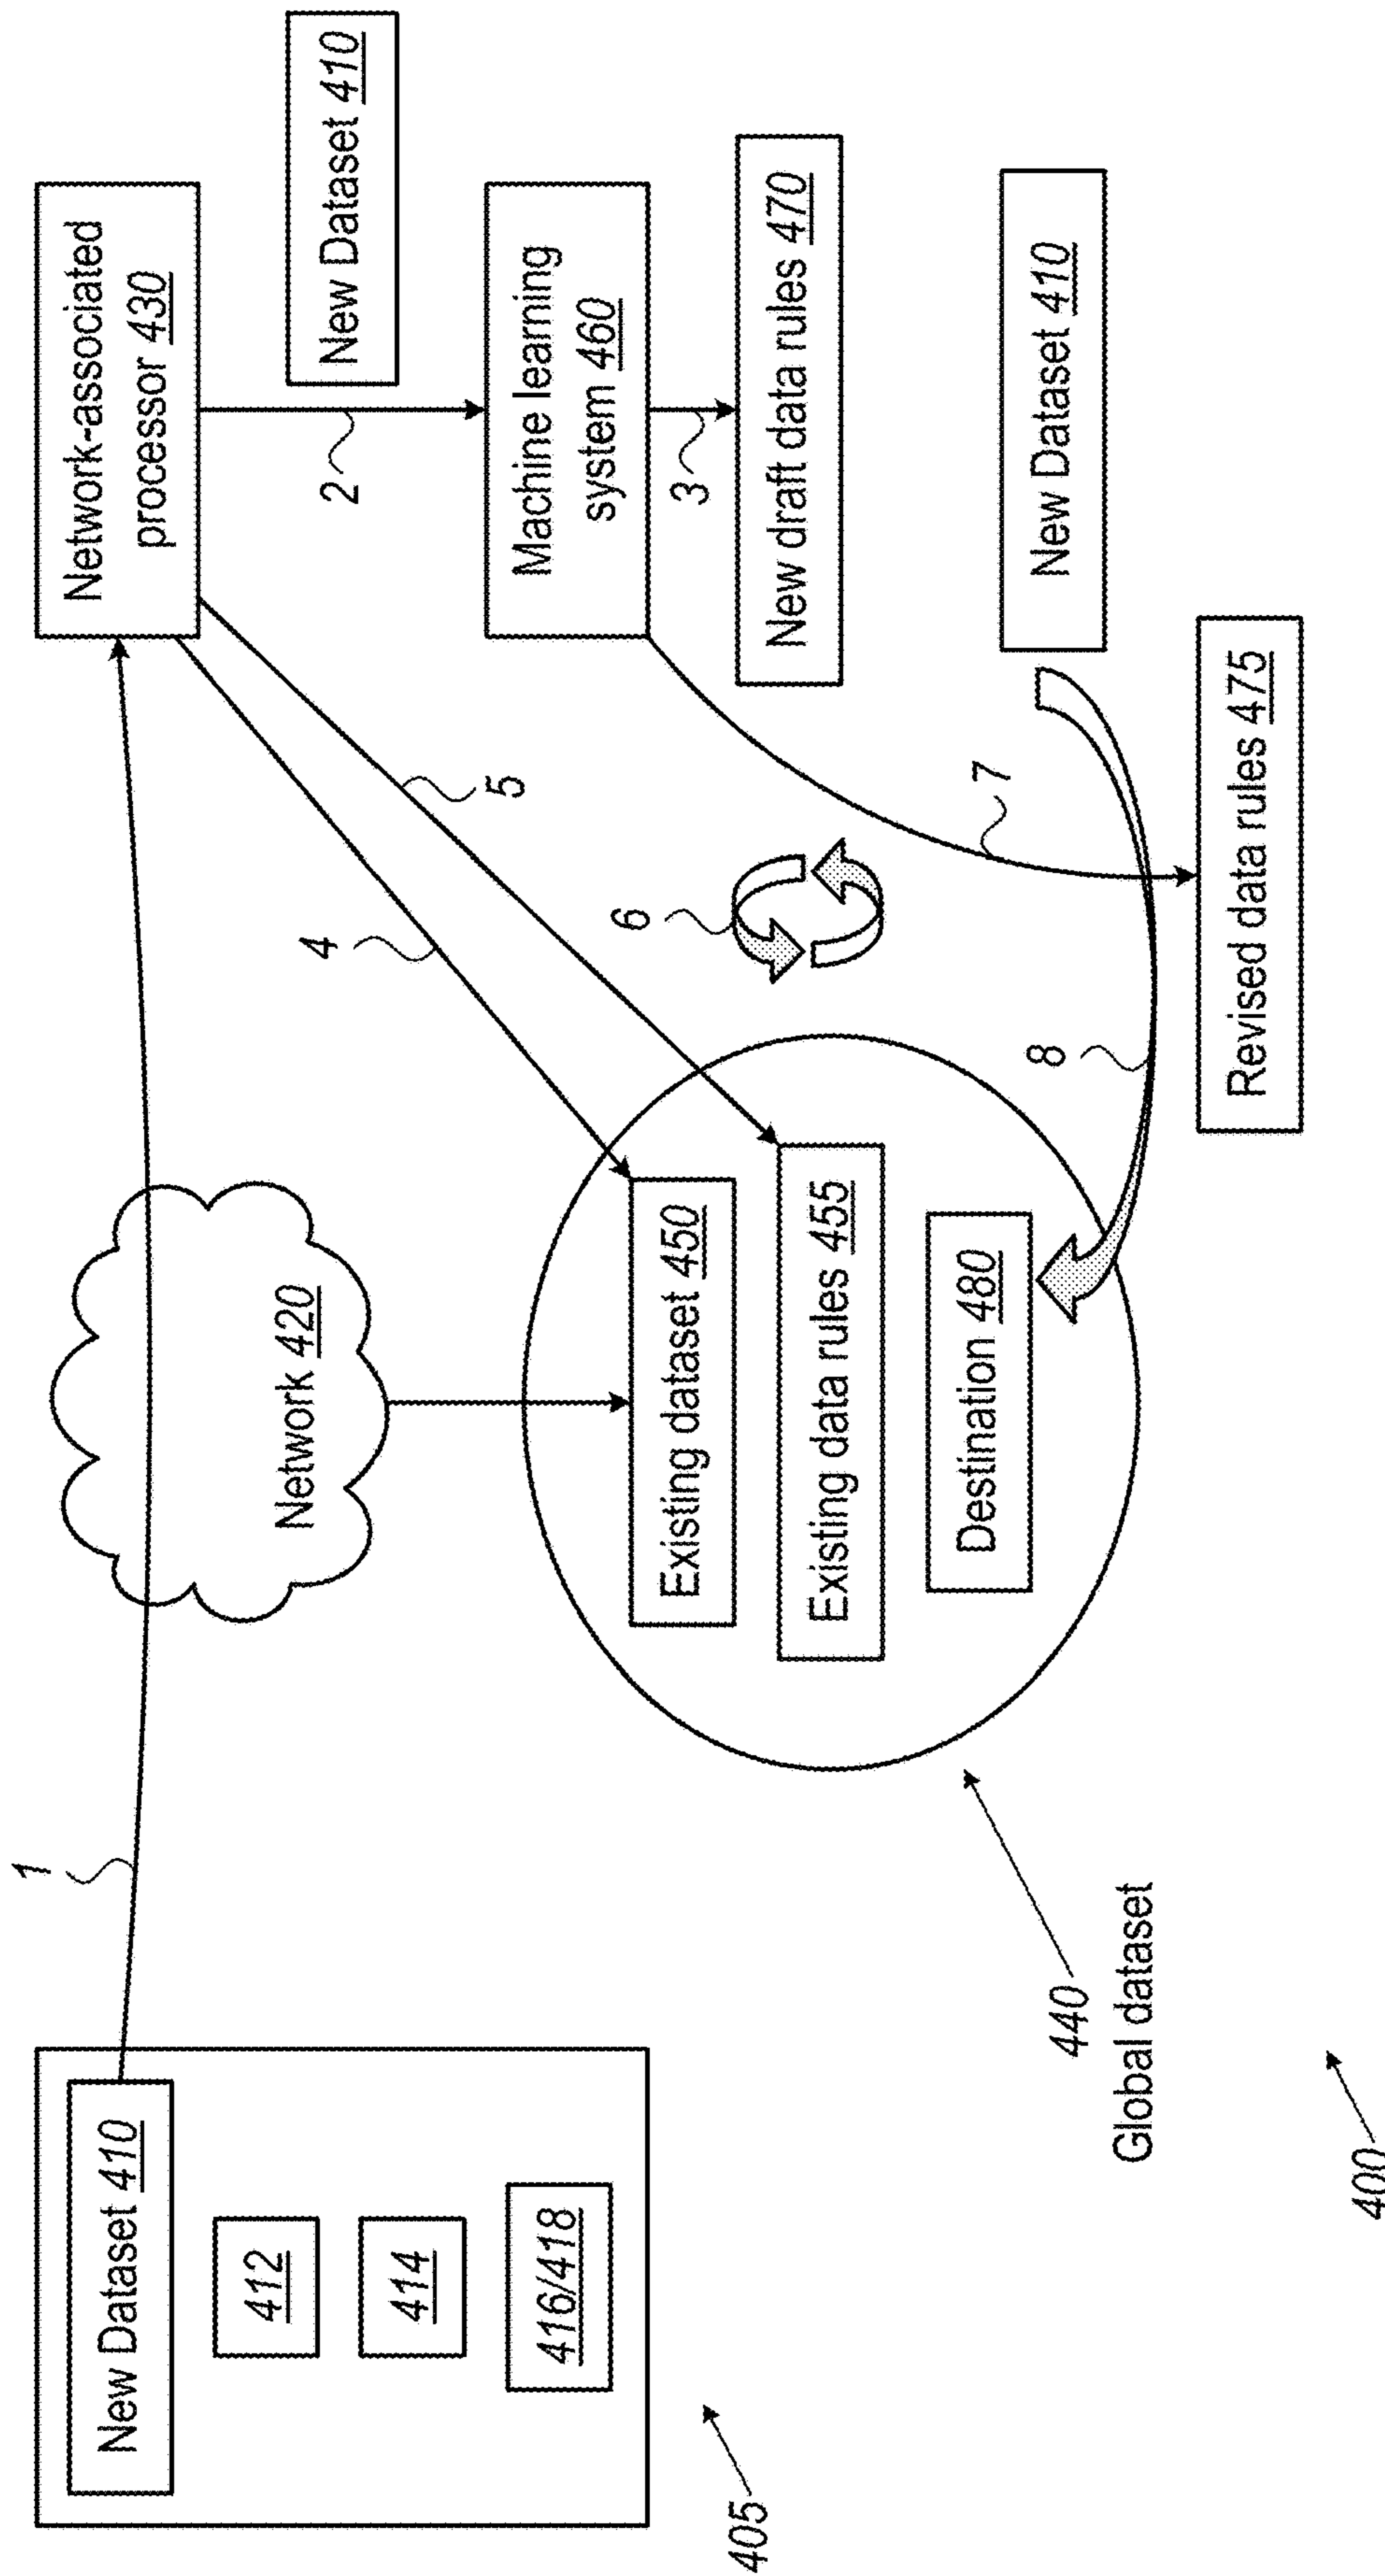 New Dataset 410
412
414
416/418
405
1
Network 420
Network-associated
processor 430
2
New Dataset 410
Machine learning
system 460
3
New draft data rules 470
4
5
6
7
8
Existing dataset 450
Existing data rules 455
Destination 480
New Dataset 410
Revised data rules 475
440
Global dataset
400